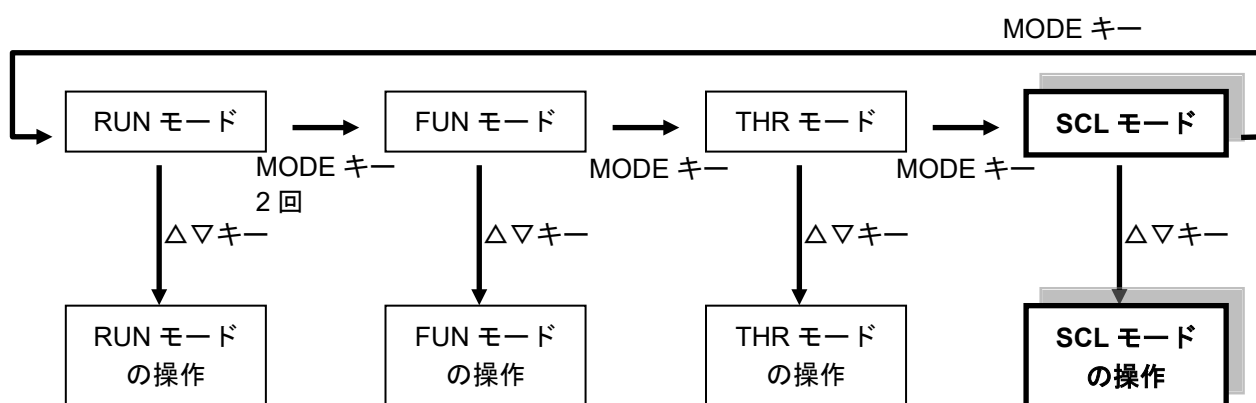 MODE キー
RUN モード
FUN モード
THR モード
SCL モード
MODE キー
2 回
MODE キー
MODE キー
△▽キー
△▽キー
△▽キー
△▽キー
RUN モード
の操作
FUN モード
の操作
THR モード
の操作
SCL モード
の操作